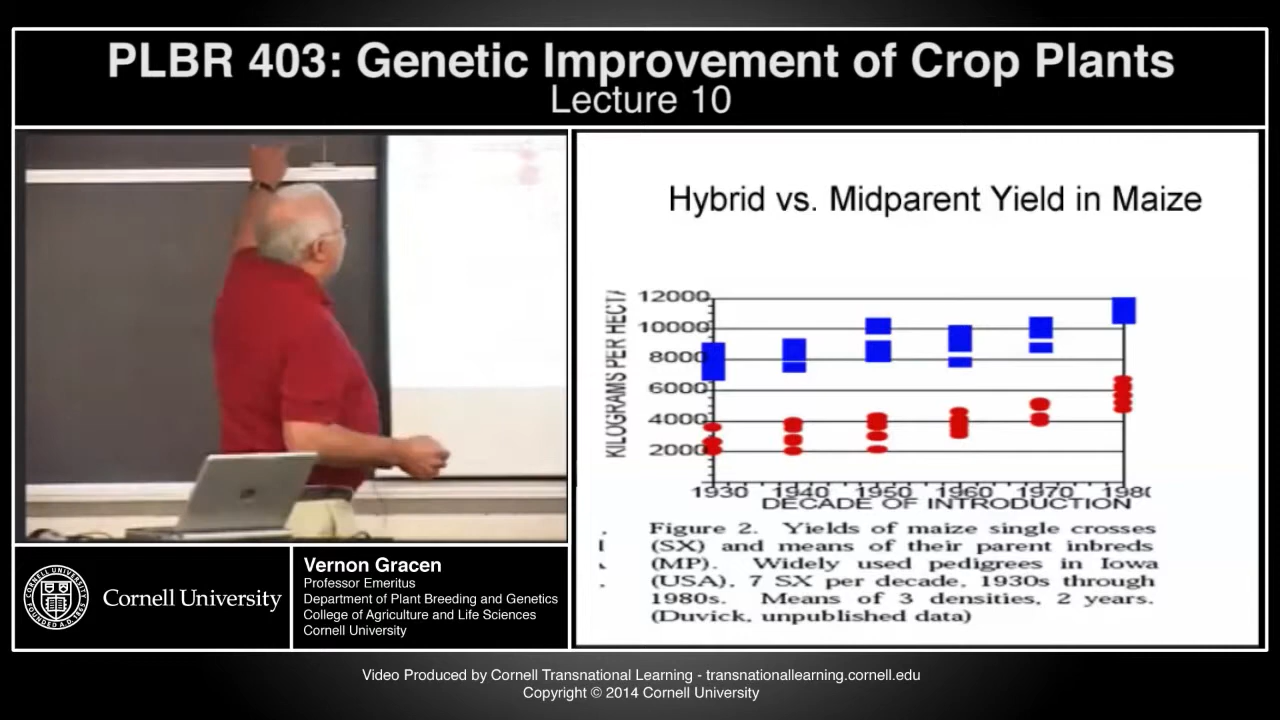 PLBR 403: Genetic Improvement of Crop Plants
Lecture 10
Hybrid vs. Midparent Yield in Maize
KILOGRAMS PER HECT
12000
10000
8000
6000
4000
2000
1930 1940 1950 1960 1970 198
DECADE OF INTRODUCTION
Figure 2. Yields of maize single crosses
(SX) and means of their parent inbreds
(MP). Widely used pedigrees in Iowa
(USA), 7 SX per decade, 1930s through
1980s. Means of 3 densities, 2 years.
(Duvick, unpublished data)
Cornell University
Vernon Gracen
Professor Emeritus
Department of Plant Breeding and Genetics
College of Agriculture and Life Sciences
Cornell University
Video Produced by Cornell Transnational Learning - transnationallearning.cornell.edu
Copyright © 2014 Cornell University